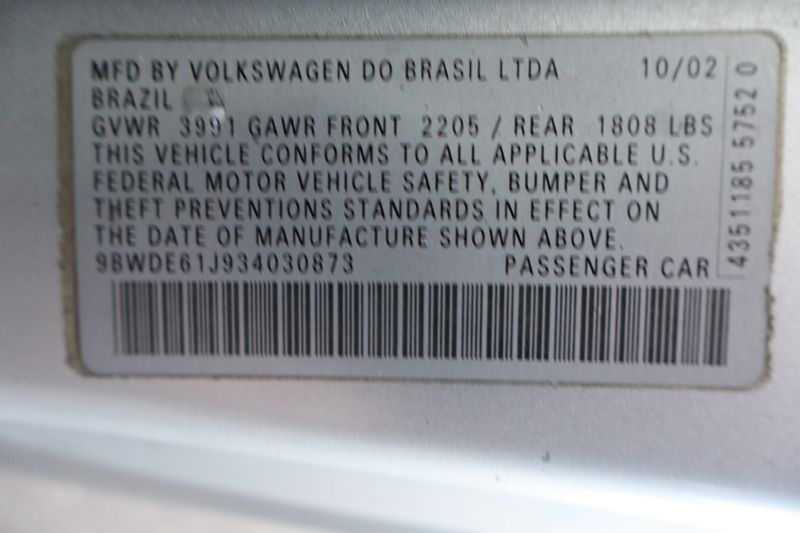 MFD BY VOLKSWAGEN DO BRASIL LTDA 10/02
BRAZIL
GVWR 3991 GAWR FRONT 2205 / REAR 1808 LBS
THIS VEHICLE CONFORMS TO ALL APPLICABLE U.S.
FEDERAL MOTOR VEHICLE SAFETY, BUMPER AND
THEFT PREVENTIONS STANDARDS IN EFFECT ON
THE DATE OF MANUFACTURE SHOWN ABOVE.
9BWDE61J934030873 PASSENGER CAR
4351185 5752 0